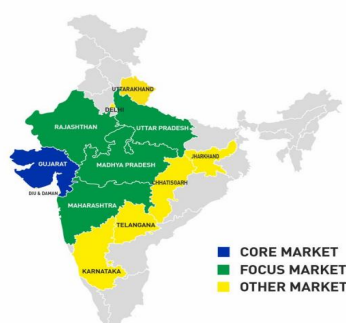 UTTARAKHAND
DELHI
RAJASHTHAN
UTTAR PRADESH
GUJARAT
MADHYA PRADESH
JHARKHAND
CHHATISGARH
DIU & DAMAN
MAHARASHTRA
TELANGANA
KARNATAKA
CORE MARKET
FOCUS MARKET
OTHER MARKET